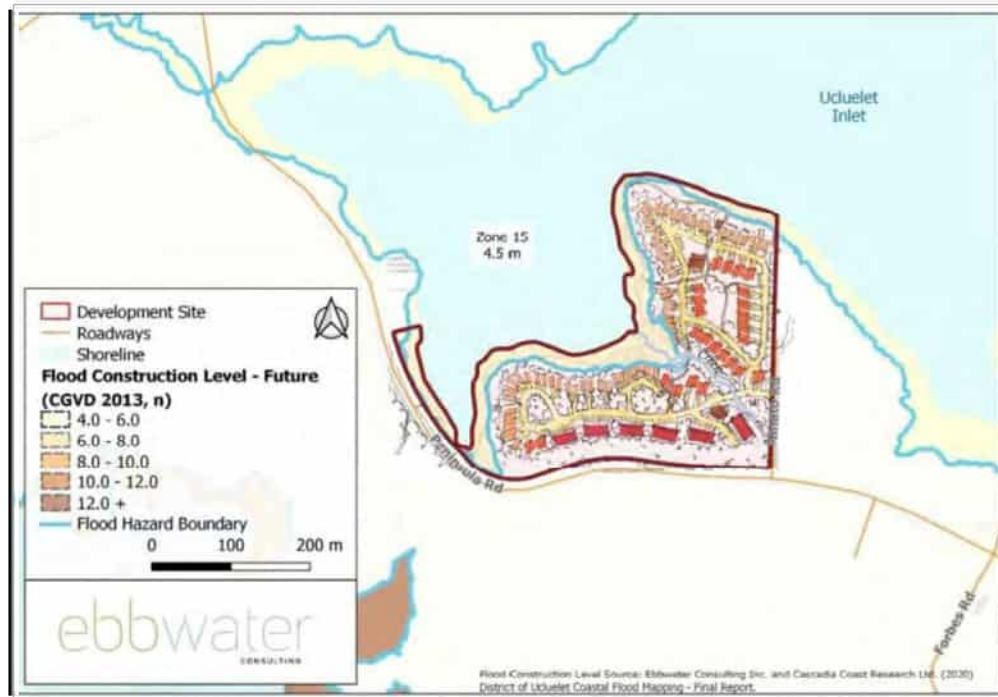 Ucluelet
Inlet
Zone 15
4.5 m
Development Site
Roadways
Shoreline
Flood Construction Level - Future
(CGVD 2013, n)
4.0 - 6.0
6.0 - 8.0
8.0 - 10.0
10.0 - 12.0
12.0 +
Flood Hazard Boundary
0 100 200 m
Peninsula Rd
Forbes Rd
ebbwater
CONSULTING
Flood Construction Level Source: Ebbwater Consulting Inc. and Cascadia Coast Research Ltd. (2020)
District of Ucluelet Coastal Flood Mapping - Final Report.